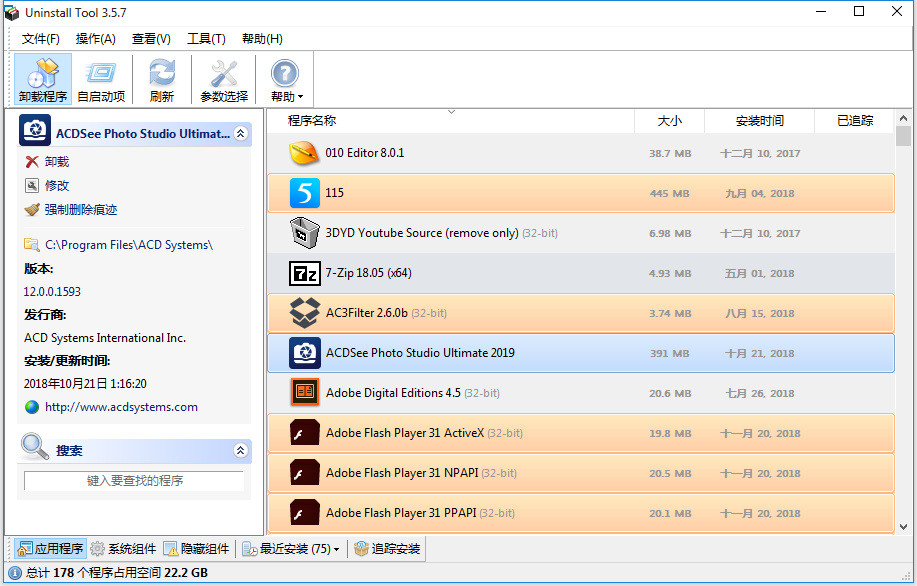 Uninstall Tool 3.5.7
文件(F) 操作(A) 查看(V) 工具(T) 帮助(H)
卸载程序 自启动项 刷新 参数选择 帮助
ACDSee Photo Studio Ultimat...
卸载
修改
强制删除痕迹
C:\Program Files\ACD Systems\
版本:
12.0.0.1593
发行商:
ACD Systems International Inc.
安装/更新时间:
2018年10月21日 1:16:20
http://www.acdsystems.com
搜索
键入要查找的程序
程序名称 大小 安装时间 已追踪
010 Editor 8.0.1 38.7 MB 十二月 10, 2017
5 115 445 MB 九月 04, 2018
3DYD Youtube Source (remove only) (32-bit) 6.98 MB 十二月 10, 2017
7z 7-Zip 18.05 (x64) 4.93 MB 五月 01, 2018
AC3Filter 2.6.0b (32-bit) 3.74 MB 八月 15, 2018
ACDSee Photo Studio Ultimate 2019 391 MB 十月 21, 2018
Adobe Digital Editions 4.5 (32-bit) 20.6 MB 七月 26, 2018
Adobe Flash Player 31 ActiveX (32-bit) 19.8 MB 十一月 20, 2018
Adobe Flash Player 31 NPAPI (32-bit) 20.5 MB 十一月 20, 2018
Adobe Flash Player 31 PPAPI (32-bit) 20.1 MB 十一月 20, 2018
应用程序 系统组件 隐藏组件 最近安装 (75) 追踪安装
总计 178 个程序占用空间 22.2 GB